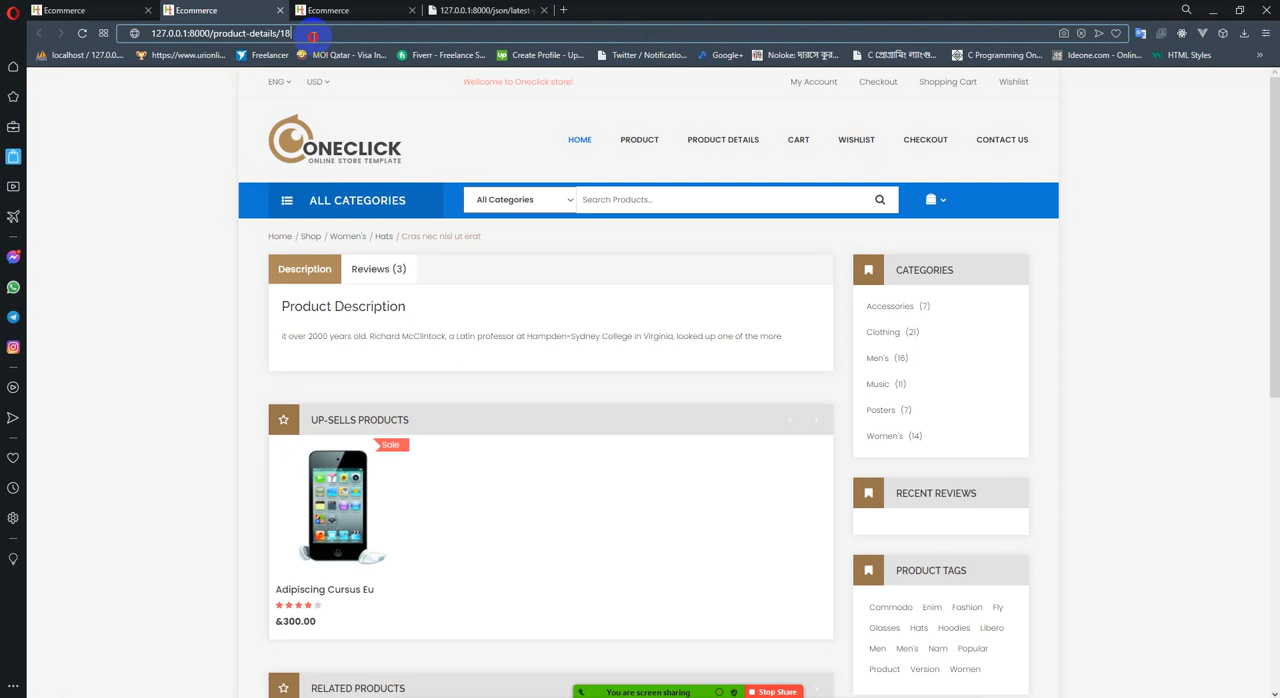 Ecommerce
Ecommerce
Ecommerce
127.0.0.1:8000/json/latest-p
127.0.0.1:8000/product-details/18
localhost / 127.0.0....
https://www.urionlin...
Freelancer
MOI Qatar - Visa In...
Fiverr - Freelance S...
Create Profile - Up...
Twitter / Notificatio...
Google+
Noloke: দারসে কুর...
C প্রোগ্রামিং ল্যাংগু...
C Programming On...
Ideone.com - Onlin...
HTML Styles
ENG
USD
Wellcome to Oneclick store!
My Account
Checkout
Shopping Cart
Wishlist
ONECLICK
ONLINE STORE TEMPLATE
HOME
PRODUCT
PRODUCT DETAILS
CART
WISHLIST
CHECKOUT
CONTACT US
ALL CATEGORIES
All Categories
Search Products...
Home / Shop / Women's / Hats / Cras nec nisl ut erat
Description
Reviews (3)
Product Description
it over 2000 years old. Richard McClintock, a Latin professor at Hampden-Sydney College in Virginia, looked up one of the more
CATEGORIES
Accessories (7)
Clothing (21)
Men's (16)
Music (11)
Posters (7)
Women's (14)
UP-SELLS PRODUCTS
Sale
Adipiscing Cursus Eu
&300.00
RECENT REVIEWS
PRODUCT TAGS
Commodo Enim Fashion Fly
Glasses Hats Hoodies Libero
Men Men's Nam Popular
Product Version Women
RELATED PRODUCTS
You are screen sharing
Stop Share